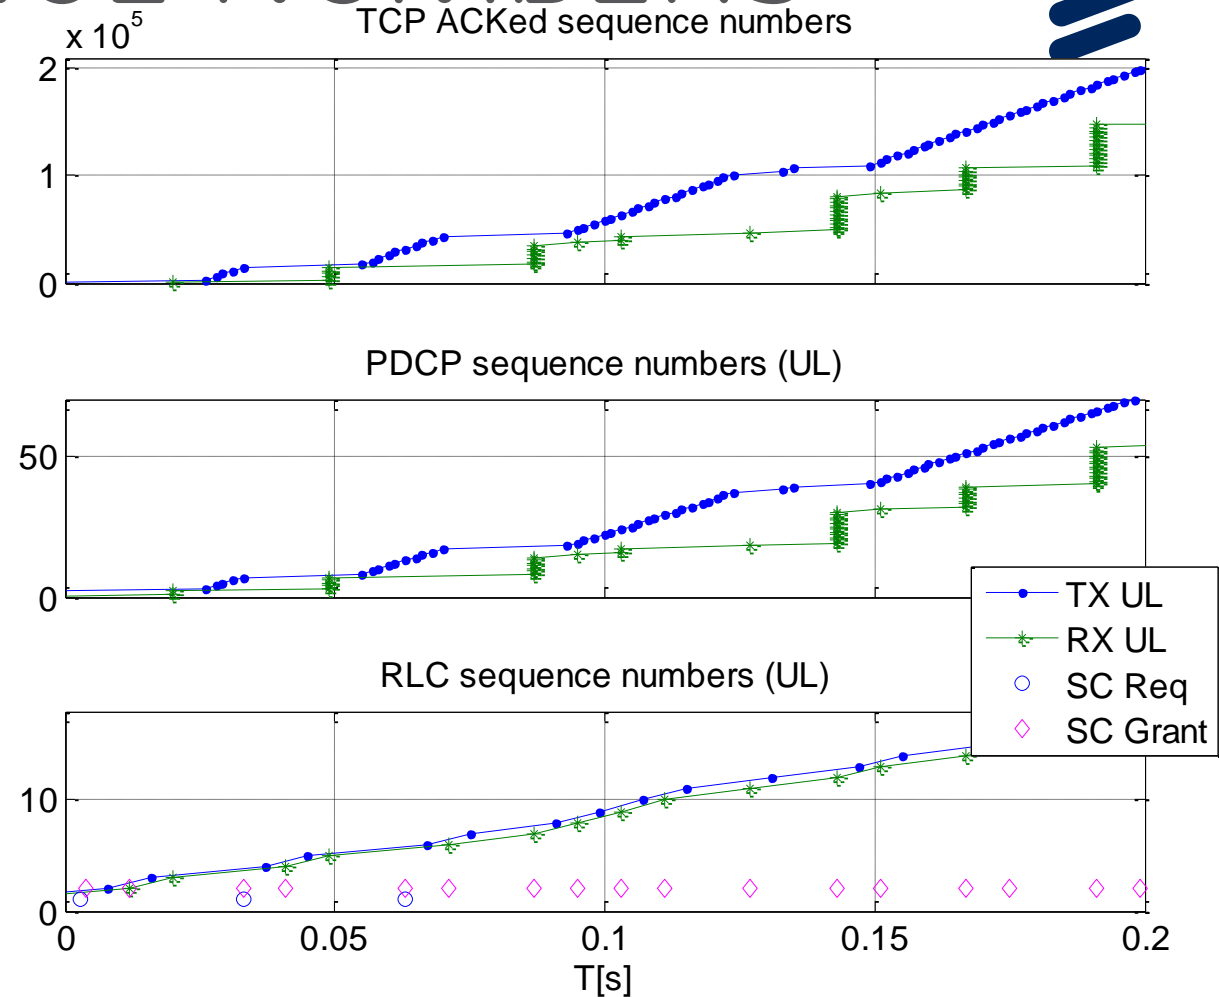 TCP ACKed sequence numbers
x 10^5
2
1
0
PDCP sequence numbers (UL)
50
0
TX UL
RX UL
SC Req
SC Grant
RLC sequence numbers (UL)
10
0
0 0.05 0.1 0.15 0.2
T[s]